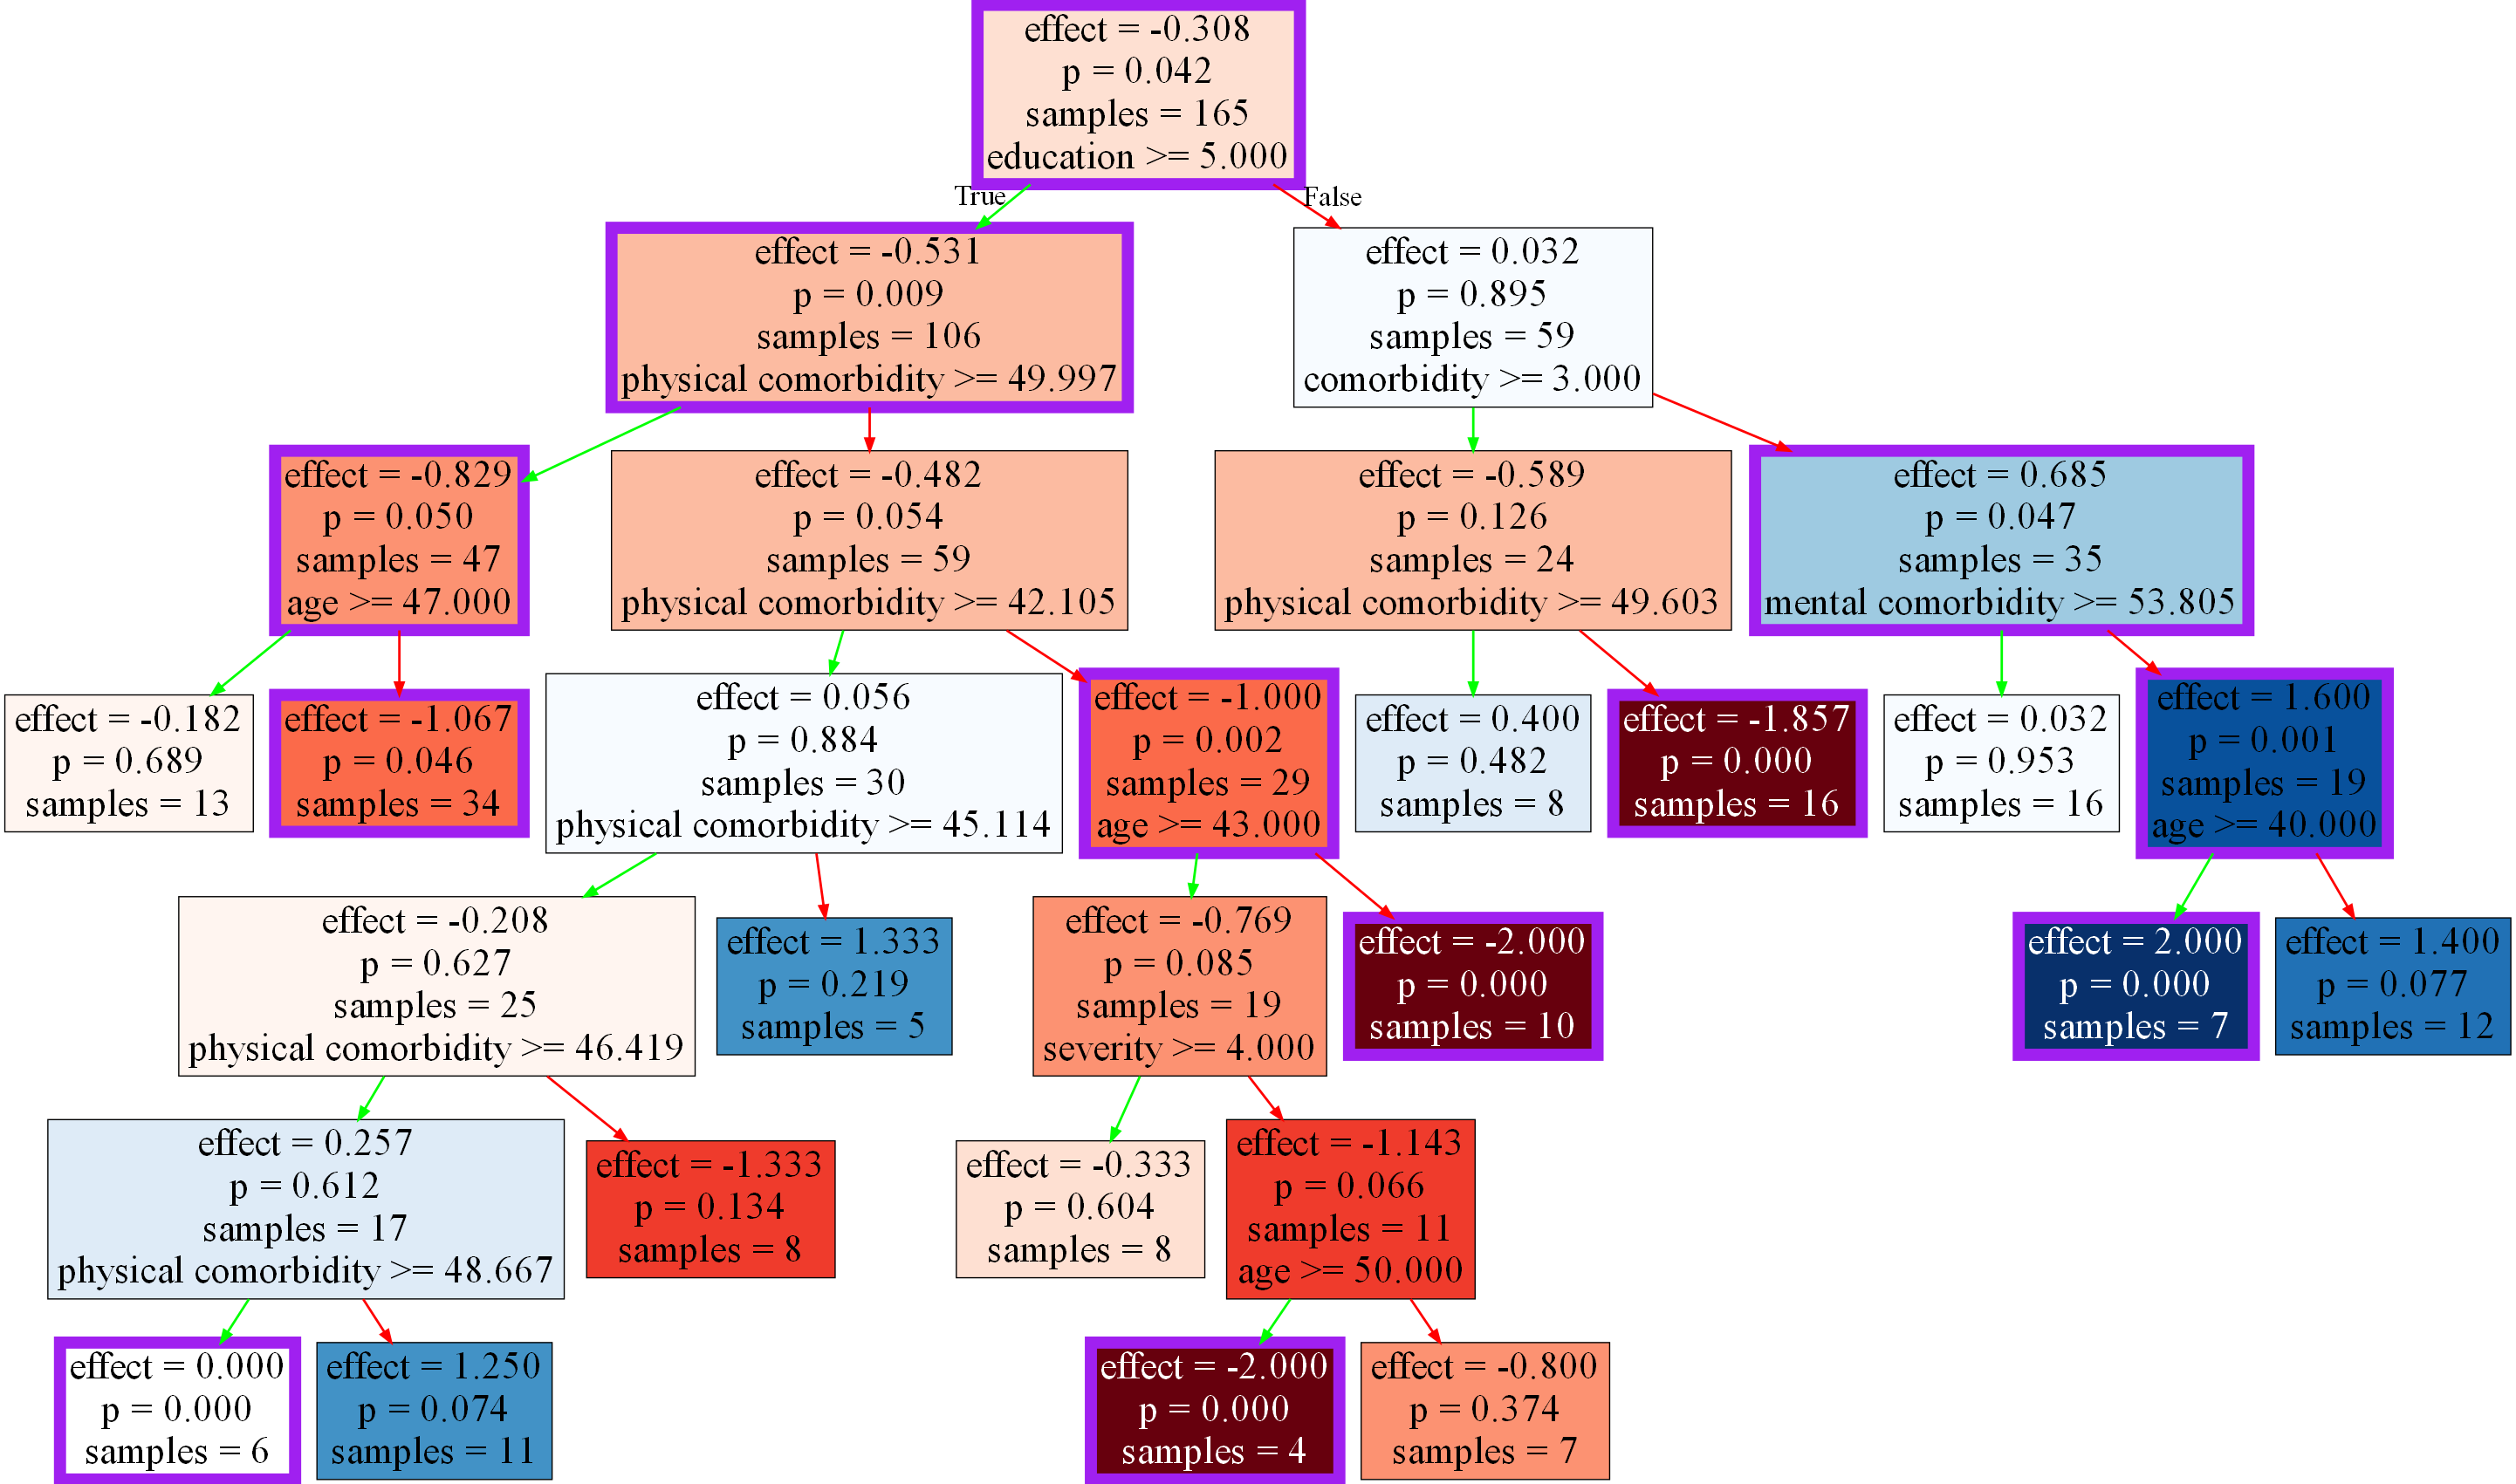 effect = -0.308
p = 0.042
samples = 165
education >= 5.000
True
False
effect = -0.531
p = 0.009
samples = 106
physical comorbidity >= 49.997
effect = 0.032
p = 0.895
samples = 59
comorbidity >= 3.000
effect = -0.829
p = 0.050
samples = 47
age >= 47.000
effect = -0.482
p = 0.054
samples = 59
physical comorbidity >= 42.105
effect = -0.589
p = 0.126
samples = 24
physical comorbidity >= 49.603
effect = 0.685
p = 0.047
samples = 35
mental comorbidity >= 53.805
effect = -0.182
p = 0.689
samples = 13
effect = -1.067
p = 0.046
samples = 34
effect = 0.056
p = 0.884
samples = 30
physical comorbidity >= 45.114
effect = -1.000
p = 0.002
samples = 29
age >= 43.000
effect = 0.400
p = 0.482
samples = 8
effect = -1.857
p = 0.000
samples = 16
effect = 0.032
p = 0.953
samples = 16
effect = 1.600
p = 0.001
samples = 19
age >= 40.000
effect = -0.208
p = 0.627
samples = 25
physical comorbidity >= 46.419
effect = 1.333
p = 0.219
samples = 5
effect = -0.769
p = 0.085
samples = 19
severity >= 4.000
effect = -2.000
p = 0.000
samples = 10
effect = 2.000
p = 0.000
samples = 7
effect = 1.400
p = 0.077
samples = 12
effect = 0.257
p = 0.612
samples = 17
physical comorbidity >= 48.667
effect = -1.333
p = 0.134
samples = 8
effect = -0.333
p = 0.604
samples = 8
effect = -1.143
p = 0.066
samples = 11
age >= 50.000
effect = 0.000
p = 0.000
samples = 6
effect = 1.250
p = 0.074
samples = 11
effect = -2.000
p = 0.000
samples = 4
effect = -0.800
p = 0.374
samples = 7